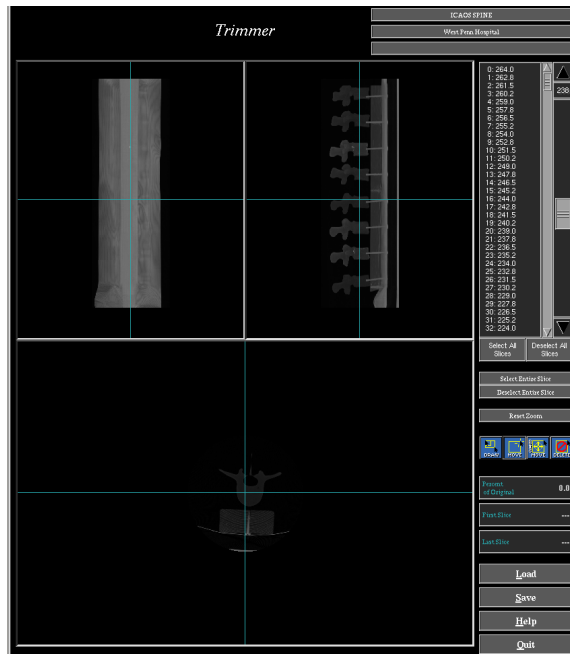 Trimmer
ICAOS SPINE
West Penn Hospital
0: 264.0
1: 262.8
2: 261.5
3: 260.2
4: 259.0
5: 257.8
6: 256.5
7: 255.2
8: 254.0
9: 252.8
10: 251.5
11: 250.2
12: 249.0
13: 247.8
14: 246.5
15: 245.2
16: 244.0
17: 242.8
18: 241.5
19: 240.2
20: 239.0
21: 237.8
22: 236.5
23: 235.2
24: 234.0
25: 232.8
26: 231.5
27: 230.2
28: 229.0
29: 227.8
30: 226.5
31: 225.2
32: 224.0
238
Select All Slices
Deselect All Slices
Select Entire Slice
Deselect Entire Slice
Reset Zoom
DRAW MOVE MOVE DELETE
Percent of Original 0.0
First Slice ---
Last Slice ---
Load
Save
Help
Quit